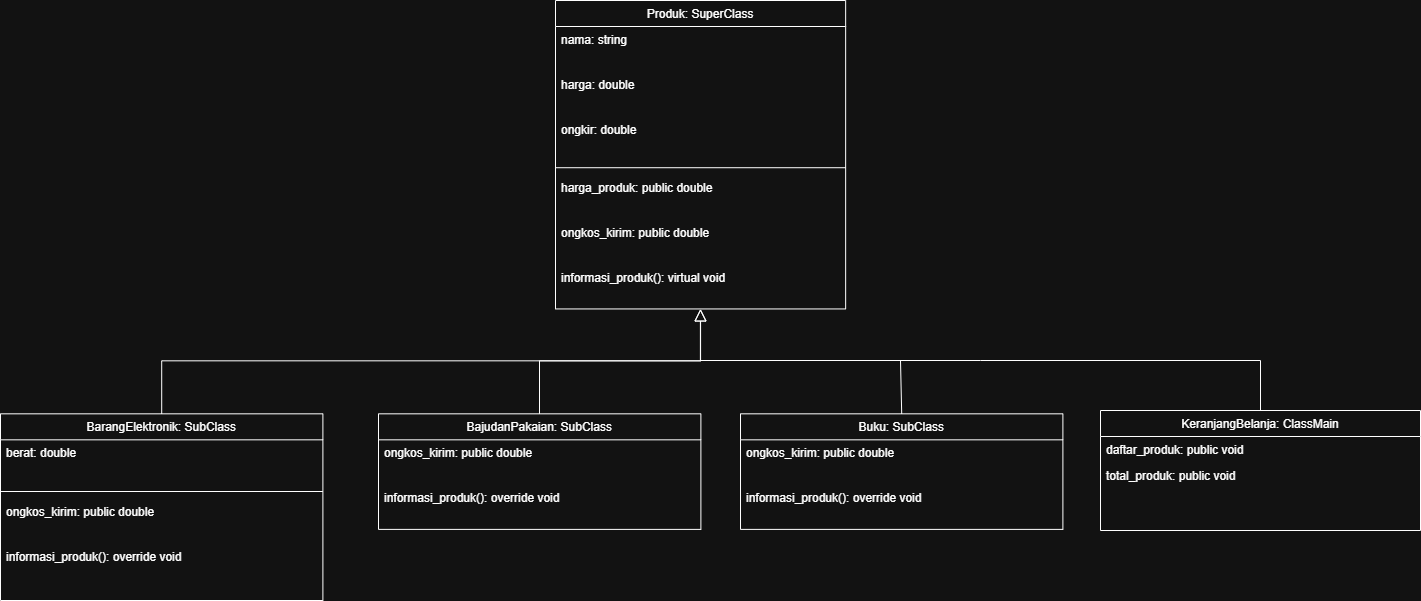 Produk: SuperClass
nama: string
harga: double
ongkir: double
harga_produk: public double
ongkos_kirim: public double
informasi_produk(): virtual void
BarangElektronik: SubClass
berat: double
ongkos_kirim: public double
informasi_produk(): override void
BajudanPakaian: SubClass
ongkos_kirim: public double
informasi_produk(): override void
Buku: SubClass
ongkos_kirim: public double
informasi_produk(): override void
KeranjangBelanja: ClassMain
daftar_produk: public void
total_produk: public void